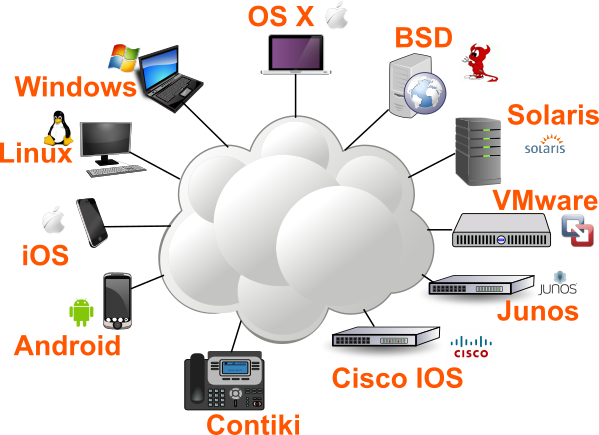 OS X
BSD
Windows
Solaris
solaris
Linux
VMware
iOS
JUNOS
Junos
Android
CISCO
Cisco IOS
Contiki